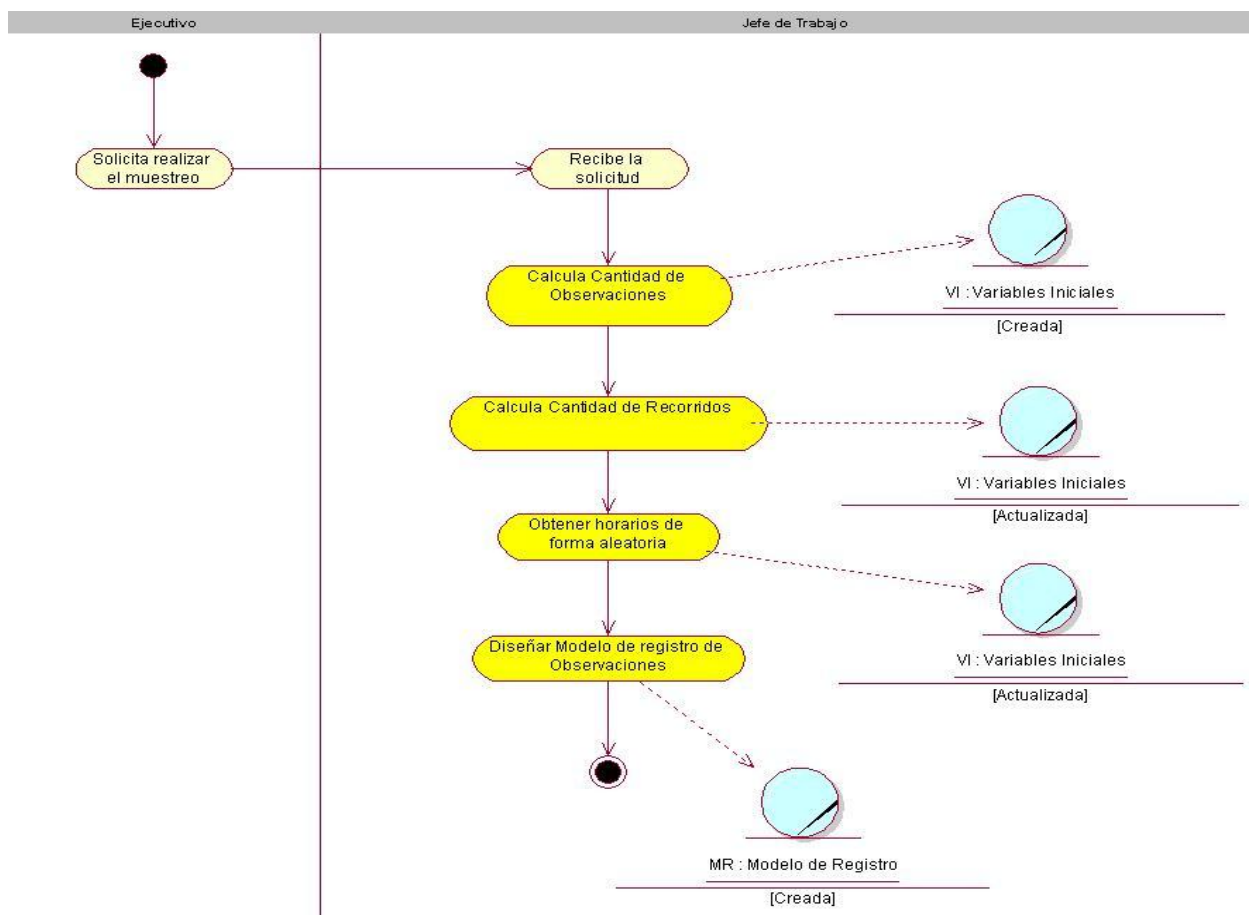 Ejecutivo
Jefe de Trabajo
Solicita realizar
el muestreo
Recibe la
solicitud
Calcula Cantidad de
Observaciones
VI : Variables Iniciales
[Creada]
Calcula Cantidad de Recorridos
VI : Variables Iniciales
[Actualizada]
Obtener horarios de
forma aleatoria
VI : Variables Iniciales
[Actualizada]
Diseñar Modelo de registro de
Observaciones
MR : Modelo de Registro
[Creada]